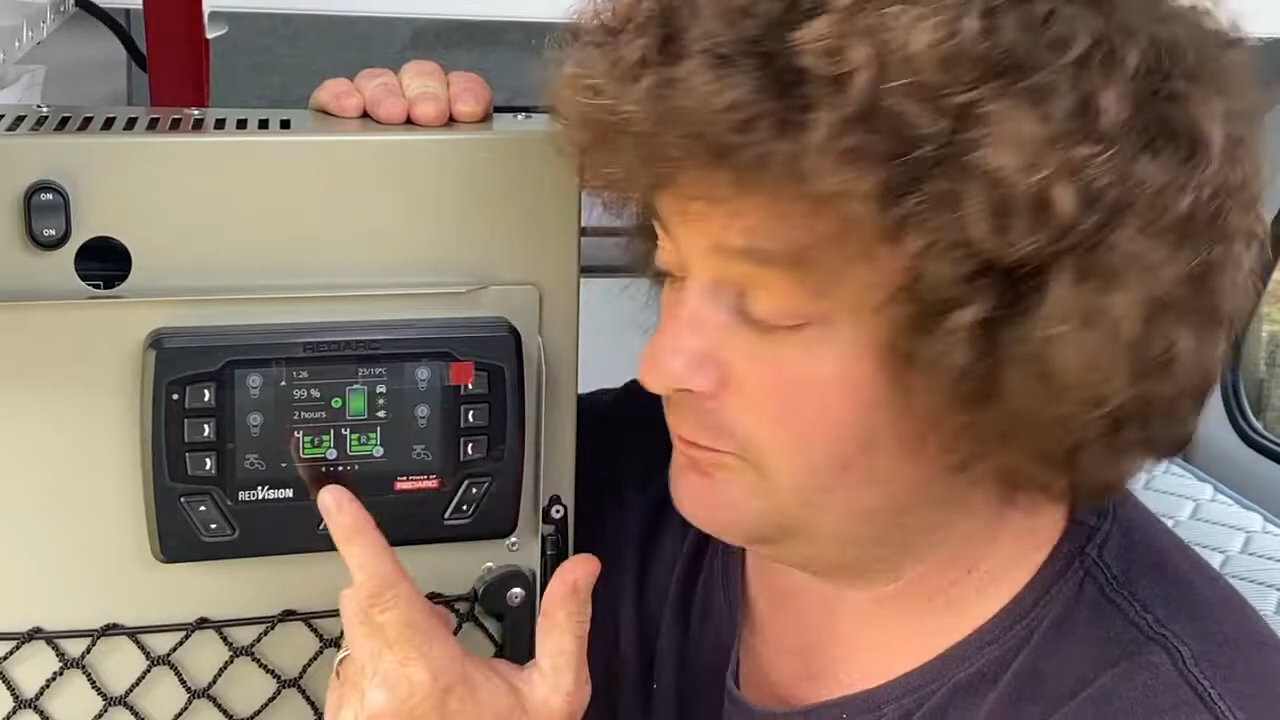 ON
ON
REDARC
1:26 23/19°C
99 %
2 hours
F R
REDVISION
THE POWER OF
REDARC